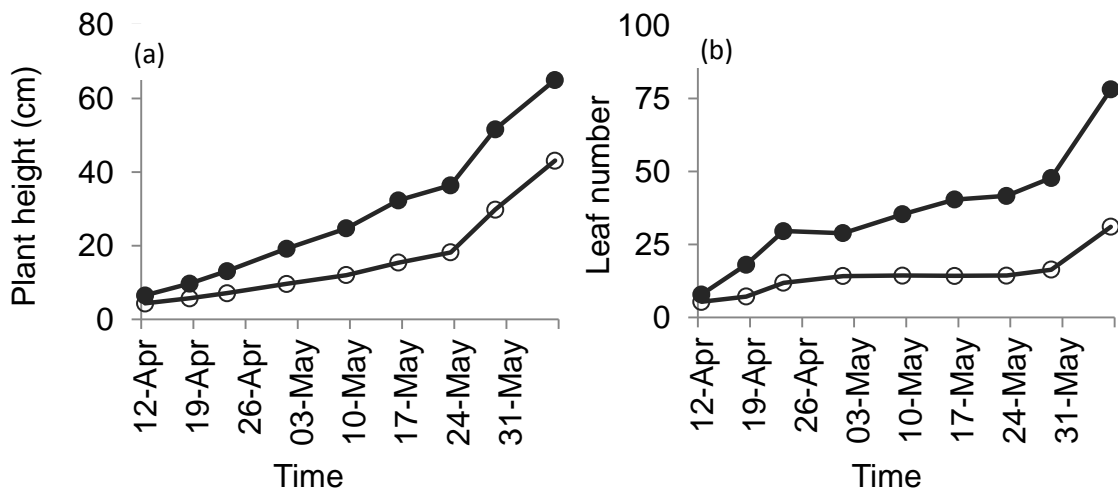 80
60
40
20
0
Plant height (cm)
(a)
12-Apr
19-Apr
26-Apr
03-May
10-May
17-May
24-May
31-May
Time
100
75
50
25
0
Leaf number
(b)
12-Apr
19-Apr
26-Apr
03-May
10-May
17-May
24-May
31-May
Time